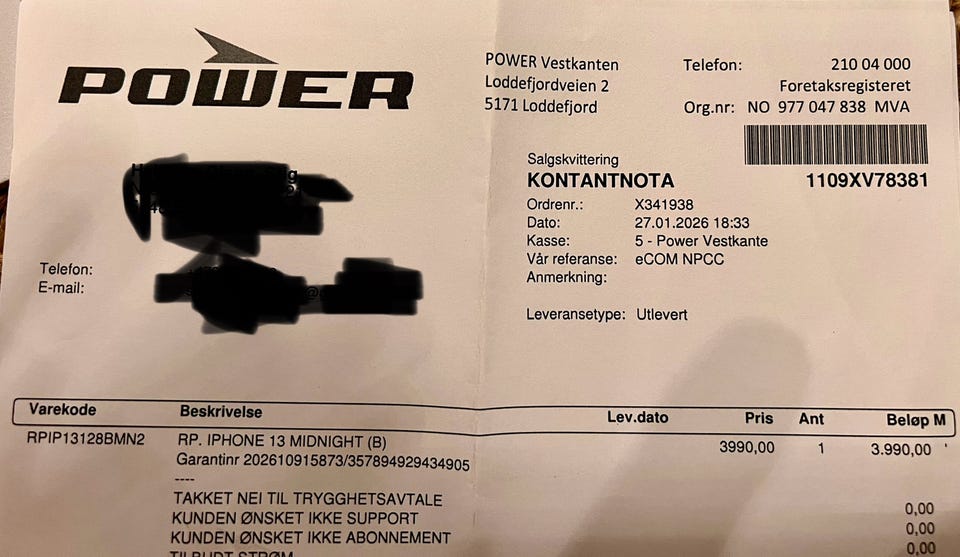 POWER
POWER Vestkanten
Loddefjordveien 2
5171 Loddefjord
Telefon: 210 04 000
Foretaksregisteret
Org.nr: NO 977 047 838 MVA
Salgskvittering
KONTANTNOTA 1109XV78381
Ordrenr.: X341938
Dato: 27.01.2026 18:33
Kasse: 5 - Power Vestkante
Vår referanse: eCOM NPCC
Anmerkning:
Leveransetype: Utlevert
Telefon:
E-mail:
Varekode Beskrivelse Lev.dato Pris Ant Beløp M
RPIP13128BMN2 RP. IPHONE 13 MIDNIGHT (B) 3990,00 1 3.990,00
Garantinr 202610915873/357894929434905
----
TAKKET NEI TIL TRYGGHETSAVTALE 0,00
KUNDEN ØNSKET IKKE SUPPORT 0,00
KUNDEN ØNSKET IKKE ABONNEMENT 0,00
TILBUDT STRØM